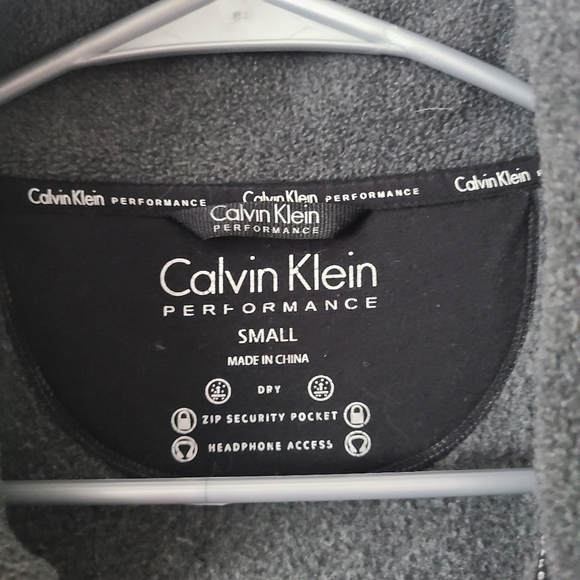 Calvin Klein PERFORMANCE Calvin Klein PERFORMANCE Calvin Klein
Calvin Klein
PERFORMANCE
Calvin Klein
PERFORMANCE
SMALL
MADE IN CHINA
DRY
ZIP SECURITY POCKET
HEADPHONE ACCESS